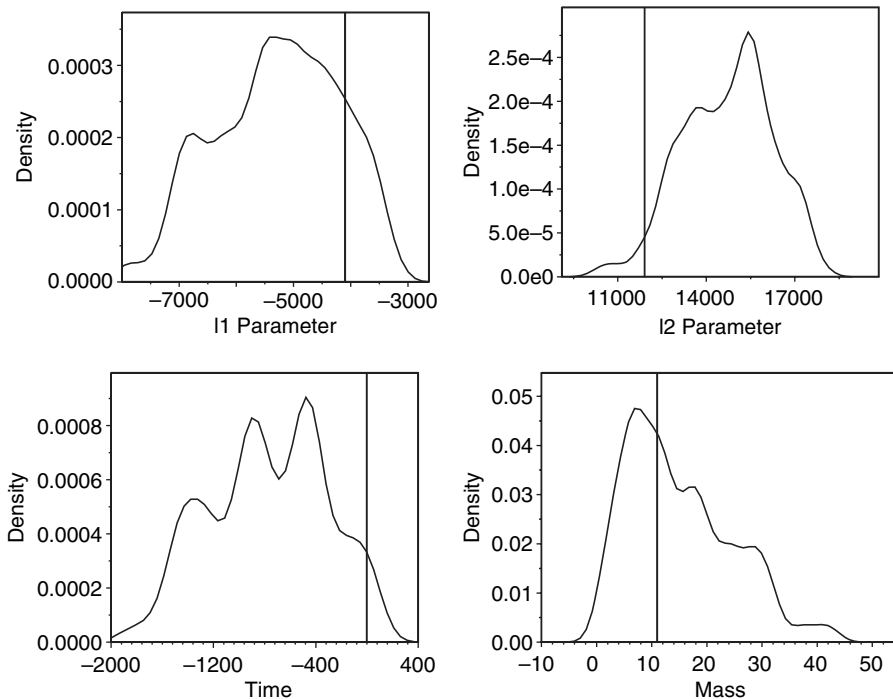 0.0003
0.0002
0.0001
0.0000
Density
−7000 −5000 −3000
l1 Parameter
2.5e−4
2.0e−4
1.5e−4
1.0e−4
5.0e−5
0.0e0
Density
11000 14000 17000
l2 Parameter
0.0008
0.0006
0.0004
0.0002
0.0000
Density
−2000 −1200 −400 400
Time
0.05
0.04
0.03
0.02
0.01
0.00
Density
−10 0 10 20 30 40 50
Mass